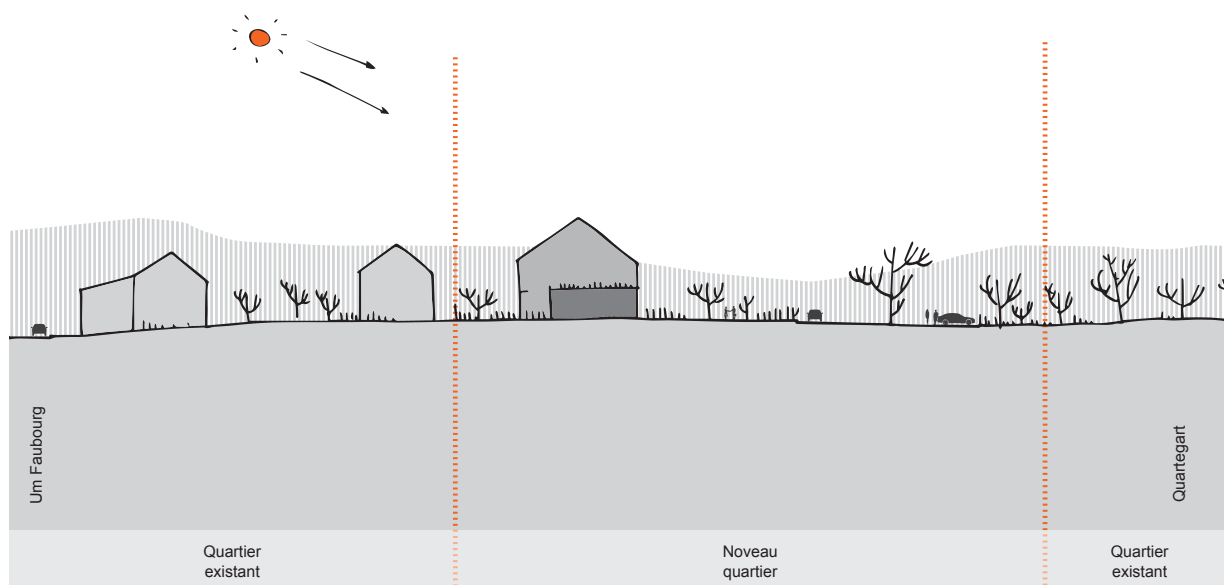 Um Faubourg
Quartegart
Quartier
existant
Noveau
quartier
Quartier
existant